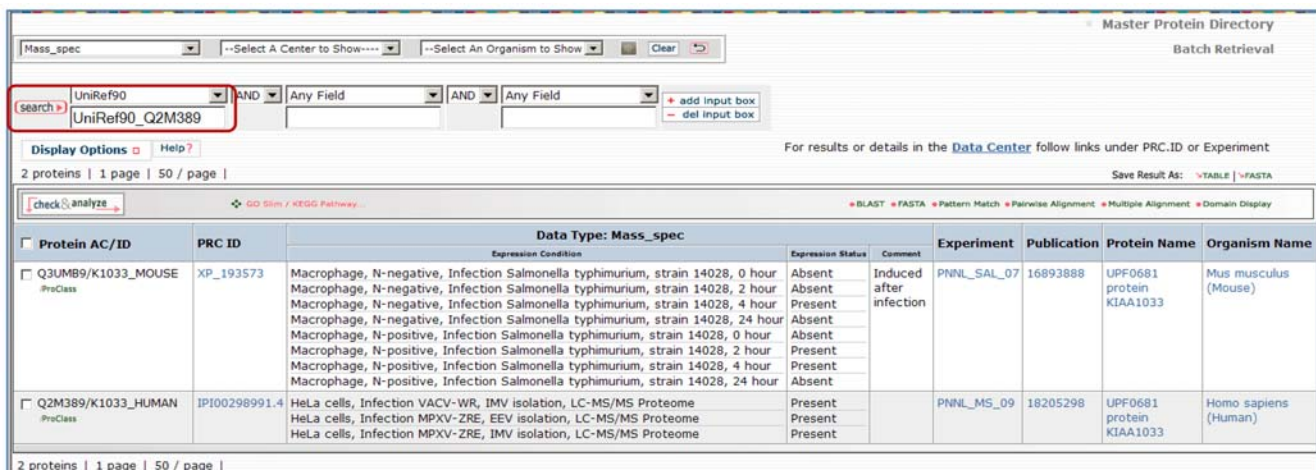 Master Protein Directory
Mass_spec --Select A Center to Show---- --Select An Organism to Show Clear Batch Retrieval
UniRef90 AND Any Field AND Any Field + add input box
search UniRef90_Q2M389 − del input box
Display Options Help? For results or details in the Data Center follow links under PRC.ID or Experiment
2 proteins | 1 page | 50 / page | Save Result As: TABLE | FASTA
check & analyze GO Slim / KEGG Pathway... BLAST FASTA Pattern Match Pairwise Alignment Multiple Alignment Domain Display
Protein AC/ID PRC ID Data Type: Mass_spec Experiment Publication Protein Name Organism Name
Expression Condition Expression Status Comment
Q3UMB9/K1033_MOUSE XP_193573 Macrophage, N-negative, Infection Salmonella typhimurium, strain 14028, 0 hour Absent Induced PNNL_SAL_07 16893888 UPF0681 Mus musculus
iProClass Macrophage, N-negative, Infection Salmonella typhimurium, strain 14028, 2 hour Absent after protein (Mouse)
Macrophage, N-negative, Infection Salmonella typhimurium, strain 14028, 4 hour Present infection KIAA1033
Macrophage, N-negative, Infection Salmonella typhimurium, strain 14028, 24 hour Absent
Macrophage, N-positive, Infection Salmonella typhimurium, strain 14028, 0 hour Absent
Macrophage, N-positive, Infection Salmonella typhimurium, strain 14028, 2 hour Present
Macrophage, N-positive, Infection Salmonella typhimurium, strain 14028, 4 hour Present
Macrophage, N-positive, Infection Salmonella typhimurium, strain 14028, 24 hour Absent
Q2M389/K1033_HUMAN IPI00298991.4 HeLa cells, Infection VACV-WR, IMV isolation, LC-MS/MS Proteome Present PNNL_MS_09 18205298 UPF0681 Homo sapiens
iProClass HeLa cells, Infection MPXV-ZRE, EEV isolation, LC-MS/MS Proteome Present protein (Human)
HeLa cells, Infection MPXV-ZRE, IMV isolation, LC-MS/MS Proteome Present KIAA1033
2 proteins | 1 page | 50 / page |